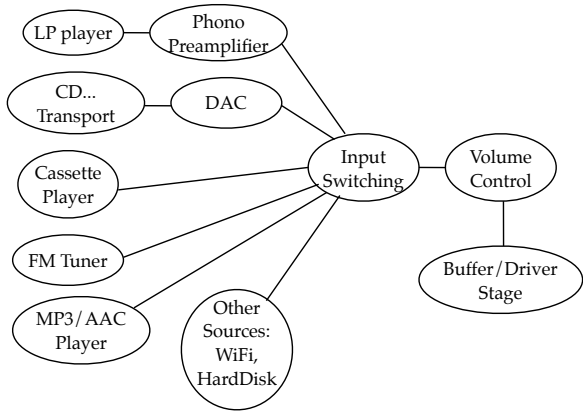 LP player
Phono
Preamplifier
CD...
Transport
DAC
Cassette
Player
Input
Switching
Volume
Control
FM Tuner
Buffer/Driver
Stage
MP3/AAC
Player
Other
Sources:
WiFi,
HardDisk